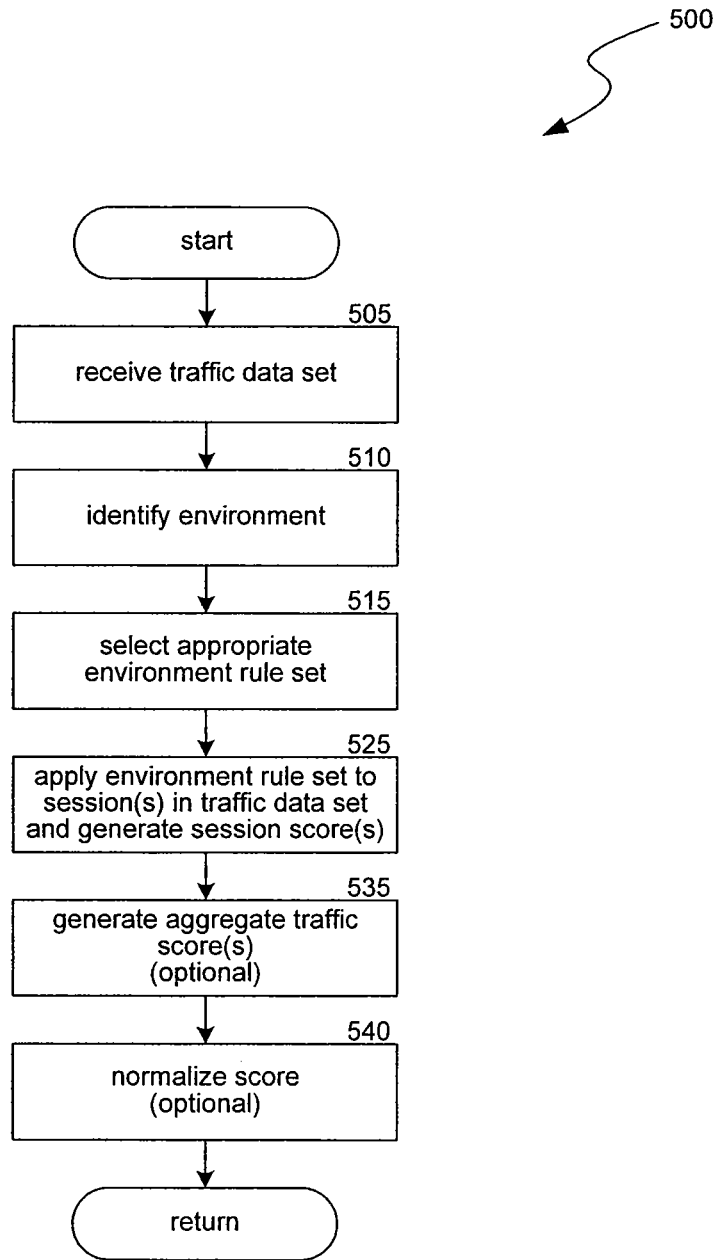 500
start
505
receive traffic data set
510
identify environment
515
select appropriate
environment rule set
525
apply environment rule set to
session(s) in traffic data set
and generate session score(s)
535
generate aggregate traffic
score(s)
(optional)
540
normalize score
(optional)
return